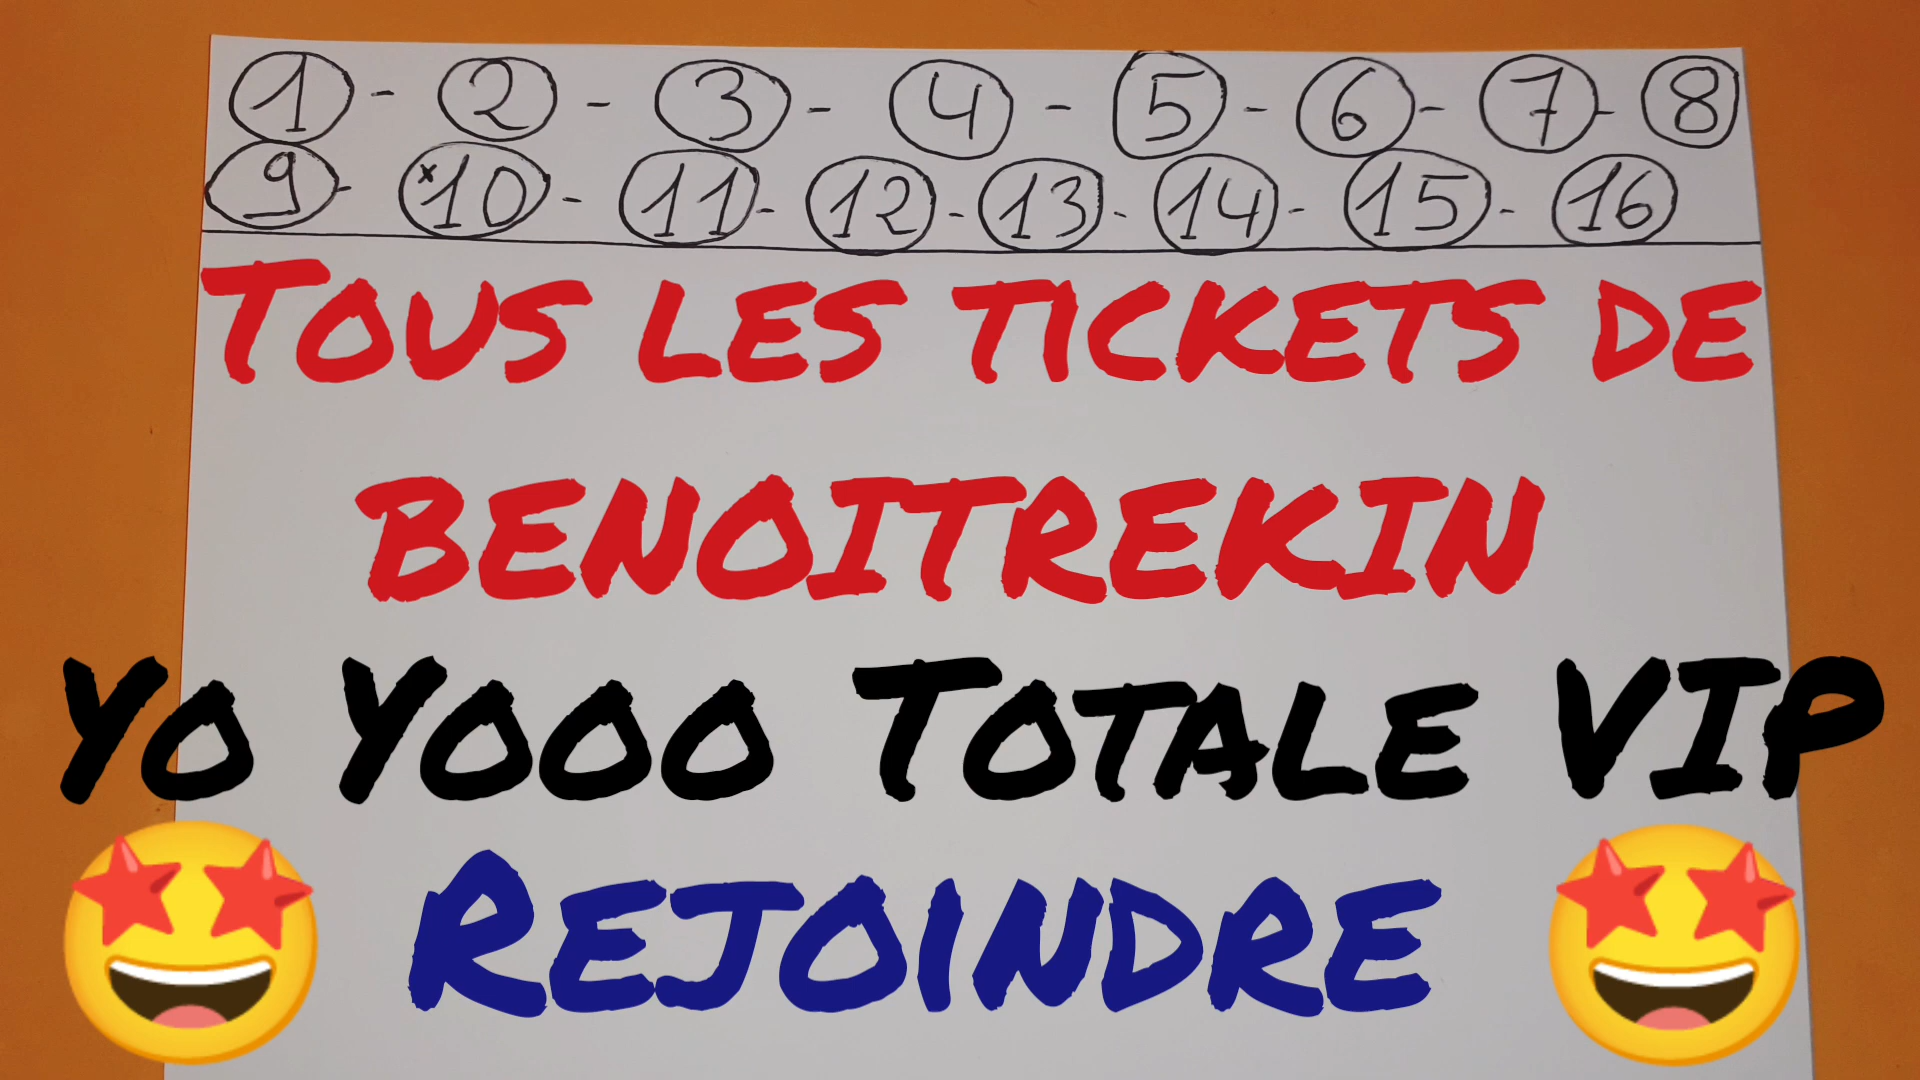 1 - 2 - 3 - 4 - 5 - 6 - 7 - 8
9 - x10 - 11 - 12 - 13 - 14 - 15 - 16
Tous les tickets de
BENOITREKIN
Yo Yooo Totale VIP
Rejoindre